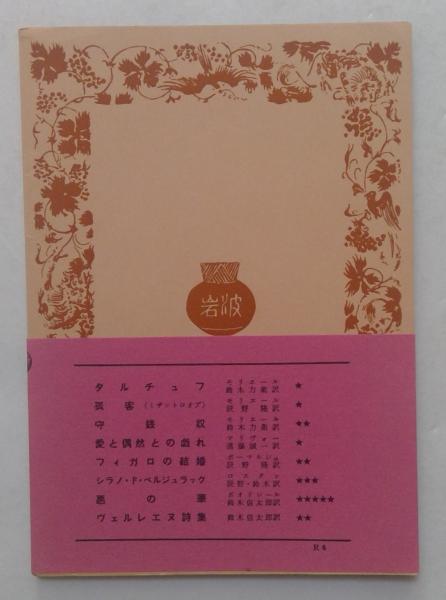 岩波
タルチュフ モリエール 鈴木力衛訳 ★
孤客(ミザントロオプ) モリエール 辰野隆訳 ★
守銭奴 モリエール 鈴木力衛訳 ★★
愛と偶然との戯れ マリヴォー 進藤誠一訳 ★
フィガロの結婚 ボーマルシェ 辰野隆訳 ★★
シラノ・ド・ベルジュラック ロスタン 辰野・鈴木訳 ★★★
悪の華 ボオドレール 鈴木信太郎訳 ★★★★★
ヴェルレエヌ詩集 鈴木信太郎訳 ★★